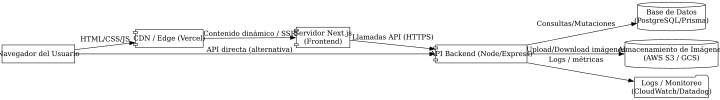 Navegador del Usuario
HTML/CSS/JS
CDN / Edge (Vercel)
Contenido dinámico / SSR
Servidor Next.js
(Frontend)
API directa (alternativa)
Llamadas API (HTTPS)
API Backend (Node/Express)
Consultas/Mutaciones
Base de Datos
(PostgreSQL/Prisma)
Upload/Download imágenes
Almacenamiento de Imágenes
(AWS S3 / GCS)
Logs / métricas
Logs / Monitoreo
(CloudWatch/Datadog)